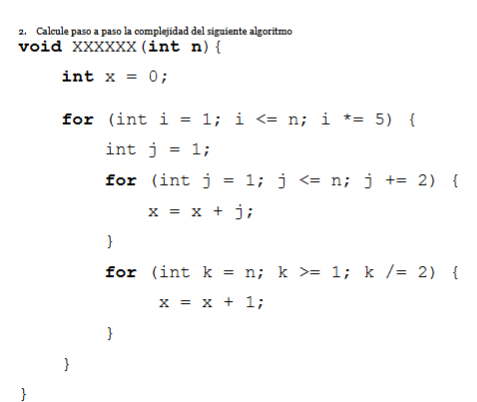 2. Calcule paso a paso la complejidad del siguiente algoritmo
void XXXXXX (int n) {
int x = 0;
for (int i = 1; i <= n; i *= 5) {
int j = 1;
for (int j = 1; j <= n; j += 2) {
x = x + j;
}
for (int k = n; k >= 1; k /= 2) {
x = x + 1;
}
}
}